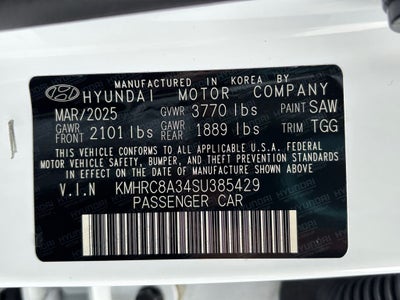 MANUFACTURED IN KOREA BY
HYUNDAI MOTOR COMPANY
MAR/2025 GVWR 3770 lbs PAINT SAW
GAWR FRONT 2101 lbs GAWR REAR 1889 lbs TRIM TGG
THIS VEHICLE CONFORMS TO ALL APPLICABLE U.S.A. FEDERAL
MOTOR VEHICLE SAFETY, BUMPER, AND THEFT PREVENTION
STANDARDS IN EFFECT ON THE DATE OF MANUFACTURE SHOWN ABOVE.
V.I.N KMHRC8A34SU385429
PASSENGER CAR